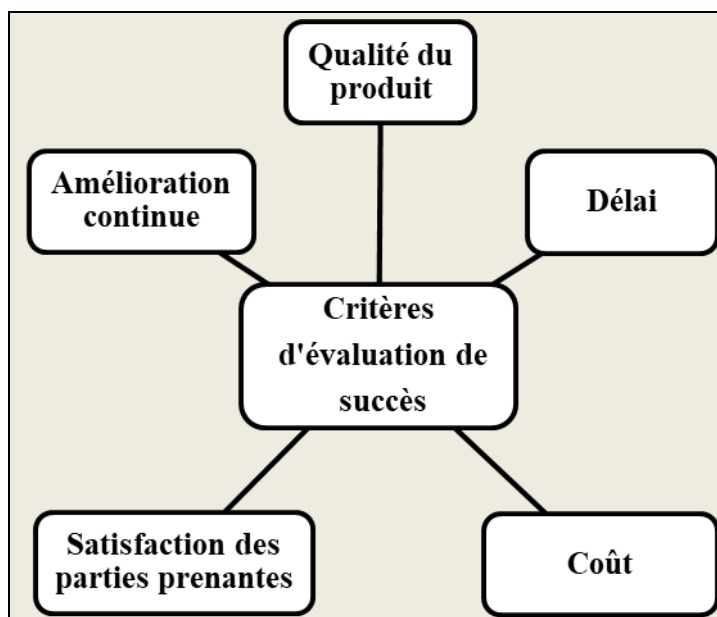 Qualité du
produit
Amélioration
continue
Délai
Critères
d'évaluation de
succès
Satisfaction des
parties prenantes
Coût